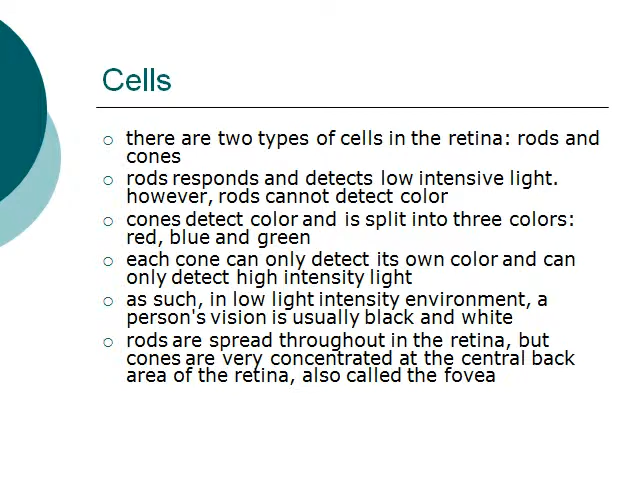 Cells
there are two types of cells in the retina: rods and
cones
rods responds and detects low intensive light.
however, rods cannot detect color
cones detect color and is split into three colors:
red, blue and green
each cone can only detect its own color and can
only detect high intensity light
as such, in low light intensity environment, a
person's vision is usually black and white
rods are spread throughout in the retina, but
cones are very concentrated at the central back
area of the retina, also called the fovea